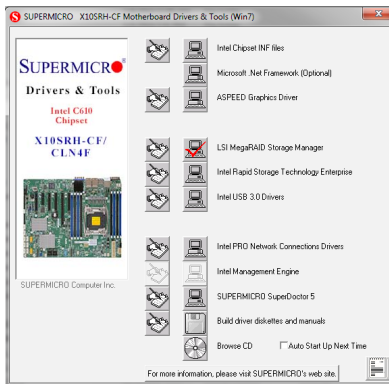 SUPERMICRO X10SRH-CF Motherboard Drivers & Tools (Win7)
SUPERMICRO
Drivers & Tools
Intel C610
Chipset
X10SRH-CF/
CLN4F
SUPERMICRO Computer Inc.
Intel Chipset INF files
Microsoft .Net Framework (Optional)
ASPEED Graphics Driver
LSI MegaRAID Storage Manager
Intel Rapid Storage Technology Enterprise
Intel USB 3.0 Drivers
Intel PRO Network Connections Drivers
Intel Management Engine
SUPERMICRO SuperDoctor 5
Build driver diskettes and manuals
Browse CD
Auto Start Up Next Time
For more information, please visit SUPERMICRO's web site.